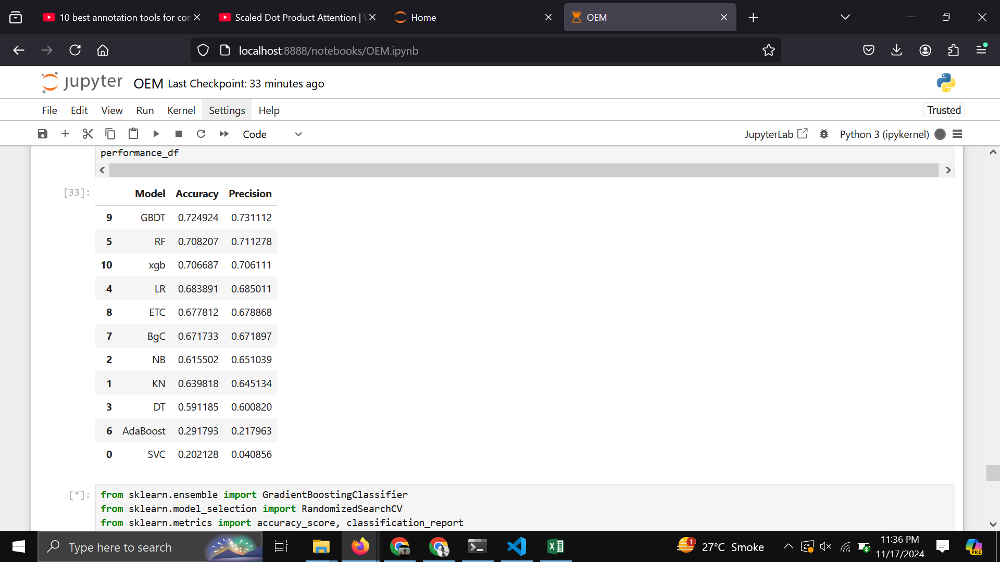 10 best annotation tools for con
Scaled Dot Product Attention |
Home
OEM
localhost:8888/notebooks/OEM.ipynb
jupyter OEM Last Checkpoint: 33 minutes ago
File Edit View Run Kernel Settings Help
Trusted
Code
JupyterLab
Python 3 (ipykernel)
performance_df
[33]:
Model Accuracy Precision
9 GBDT 0.724924 0.731112
5 RF 0.708207 0.711278
10 xgb 0.706687 0.706111
4 LR 0.683891 0.685011
8 ETC 0.677812 0.678868
7 BgC 0.671733 0.671897
2 NB 0.615502 0.651039
1 KN 0.639818 0.645134
3 DT 0.591185 0.600820
6 AdaBoost 0.291793 0.217963
0 SVC 0.202128 0.040856
[*]:
from sklearn.ensemble import GradientBoostingClassifier
from sklearn.model_selection import RandomizedSearchCV
from sklearn.metrics import accuracy_score, classification_report
Type here to search
1
27°C Smoke
11:36 PM
11/17/2024
PRE